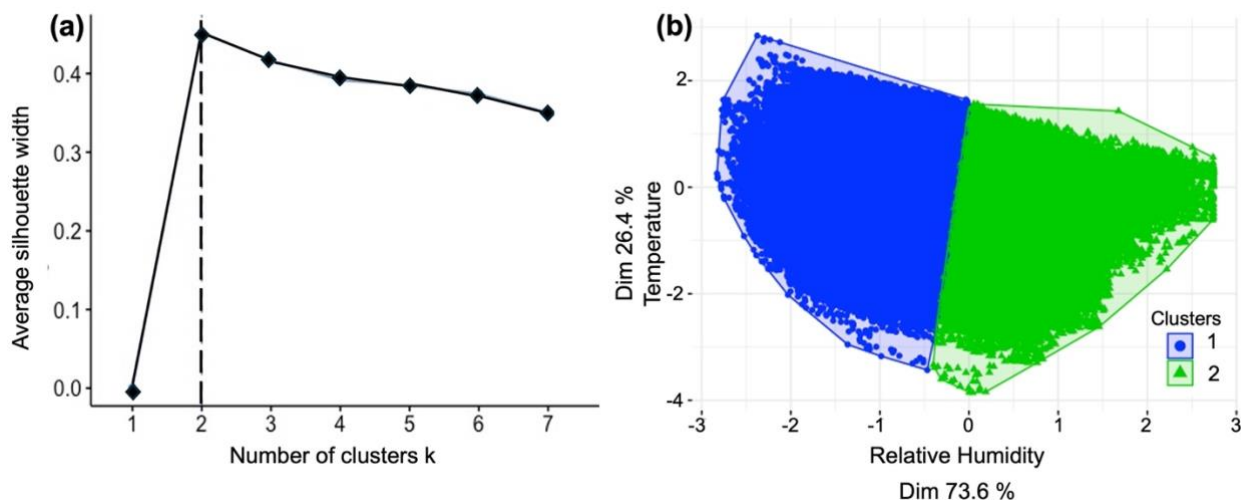 (a)
Average silhouette width
0.4
0.3
0.2
0.1
0.0
1 2 3 4 5 6 7
Number of clusters k
(b)
Dim 26.4 %
Temperature
2
0
-2
-4
Clusters
1
2
-3 -2 -1 0 1 2 3
Relative Humidity
Dim 73.6 %